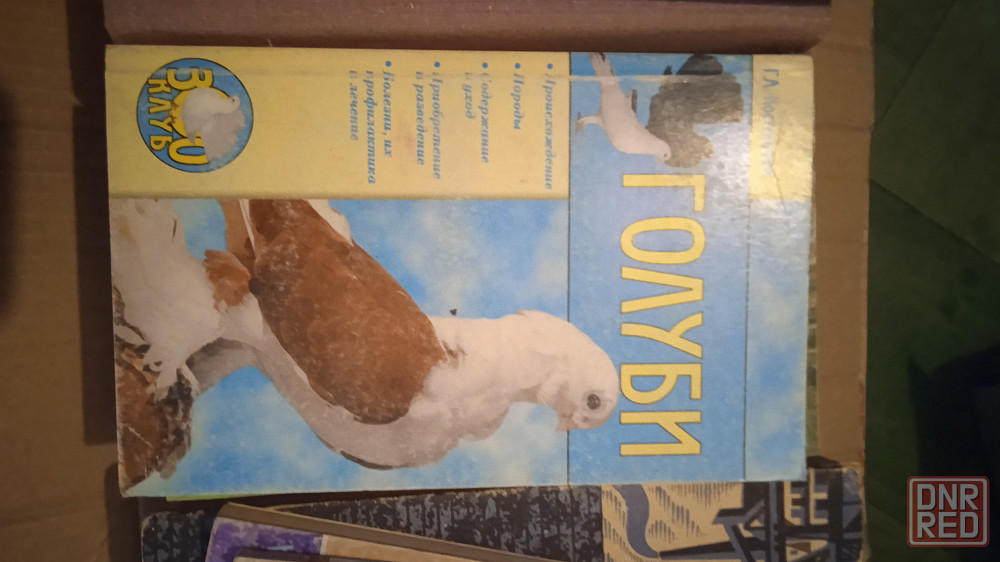 ГОЛУБИ
• Происхождение
• Породы
• Содержание
и уход
• Приобретение
и разведение
• Болезни, их
профилактика
и лечение
ЗОО
КЛУБ
DNR
RED